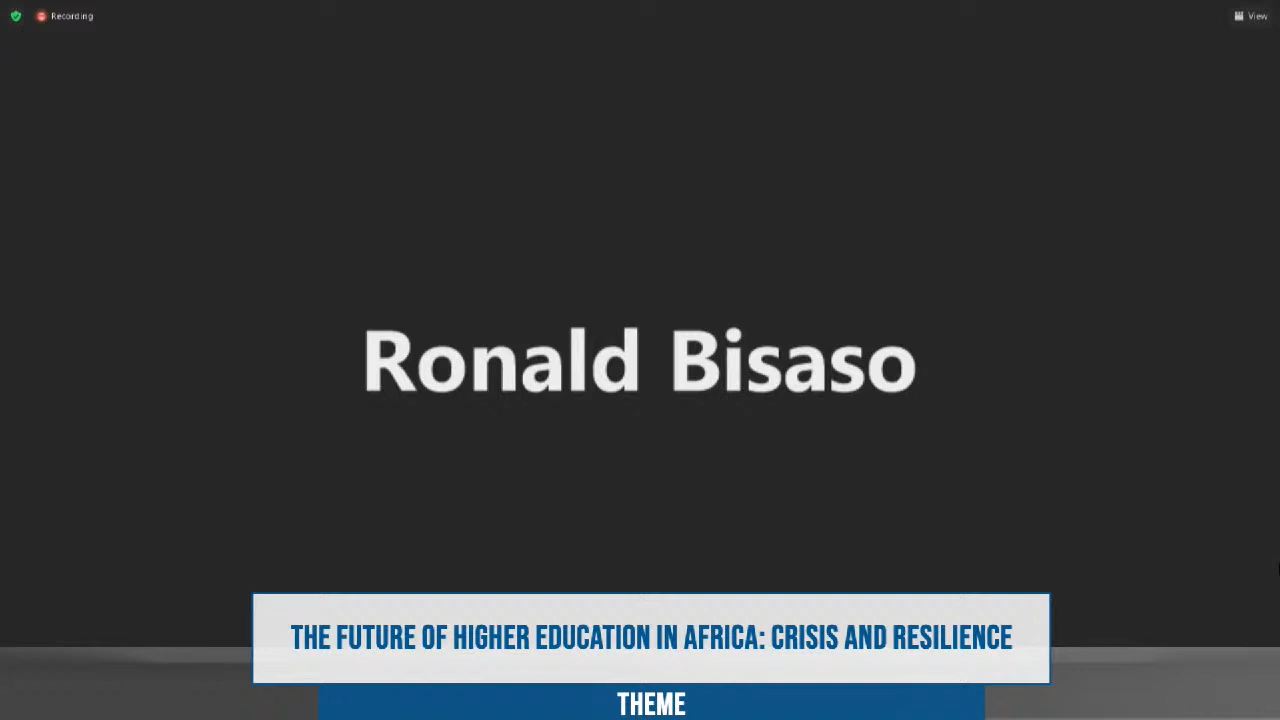 Recording
View
Ronald Bisaso
THE FUTURE OF HIGHER EDUCATION IN AFRICA: CRISIS AND RESILIENCE
THEME